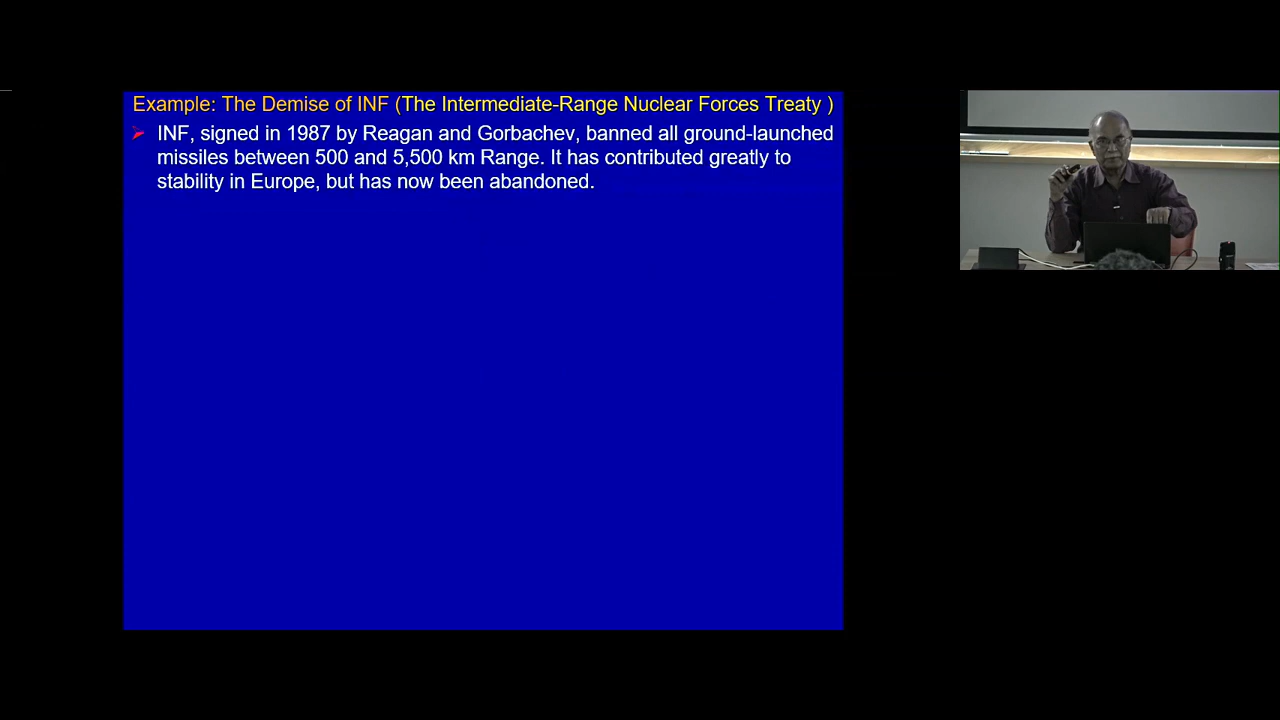 Example: The Demise of INF (The Intermediate-Range Nuclear Forces Treaty )
INF, signed in 1987 by Reagan and Gorbachev, banned all ground-launched
missiles between 500 and 5,500 km Range. It has contributed greatly to
stability in Europe, but has now been abandoned.